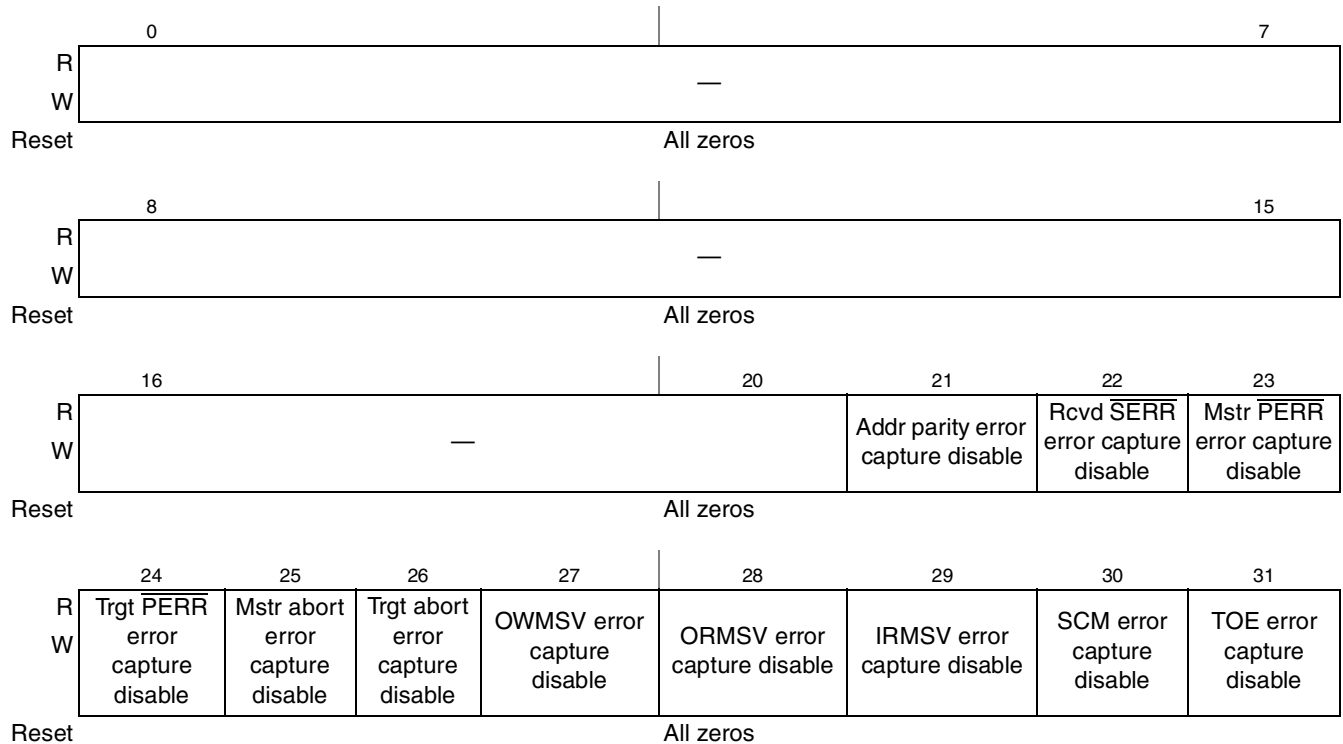 0 7
R
W
—
Reset All zeros
8 15
R
W
—
Reset All zeros
16 20 21 22 23
R
W
—
Addr parity error
capture disable
Rcvd SERR
error capture
disable
Mstr PERR
error capture
disable
Reset All zeros
24 25 26 27 28 29 30 31
R
W
Trgt PERR
error
capture
disable
Mstr abort
error
capture
disable
Trgt abort
error
capture
disable
OWMSV error
capture
disable
ORMSV error
capture disable
IRMSV error
capture disable
SCM error
capture
disable
TOE error
capture
disable
Reset All zeros